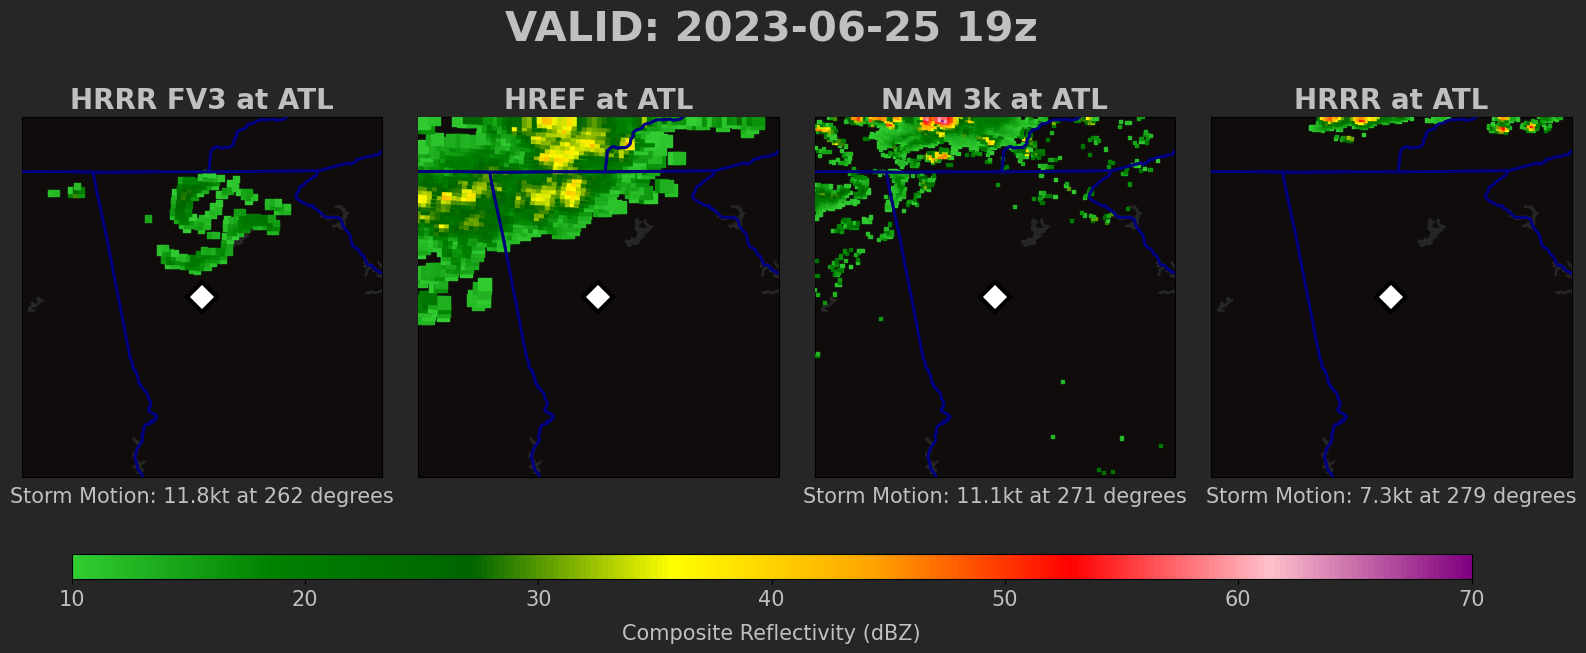 VALID: 2023-06-25 19z
HRRR FV3 at ATL
HREF at ATL
NAM 3k at ATL
HRRR at ATL
Storm Motion: 11.8kt at 262 degrees
Storm Motion: 11.1kt at 271 degrees
Storm Motion: 7.3kt at 279 degrees
10 20 30 40 50 60 70
Composite Reflectivity (dBZ)